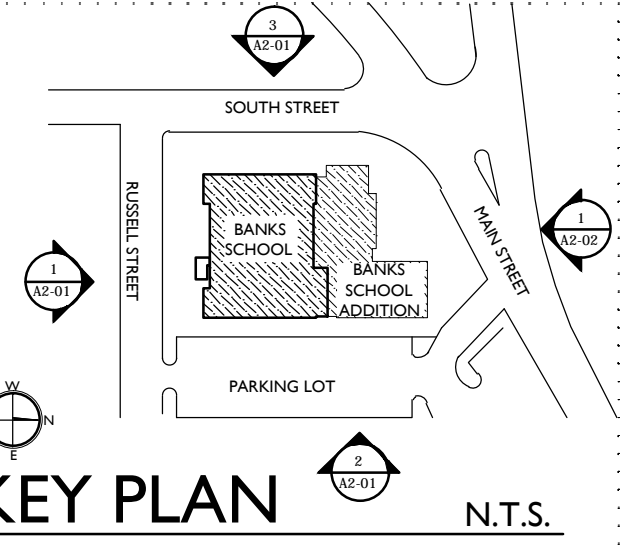 3
A2-01
SOUTH STREET
RUSSELL STREET
BANKS
SCHOOL
MAIN STREET
1
A2-02
1
A2-01
BANKS
SCHOOL
ADDITION
PARKING LOT
W
N
E
2
A2-01
KEY PLAN
N.T.S.